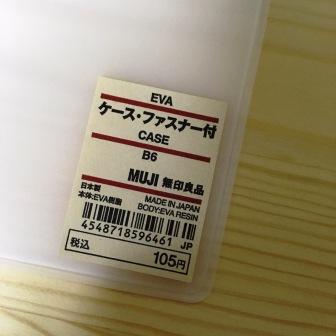 EVA
ケース・ファスナー付
CASE
B6
MUJI 無印良品
日本製 MADE IN JAPAN
本体:EVA樹脂 BODY:EVA RESIN
4548718596461 JP
税込 105円